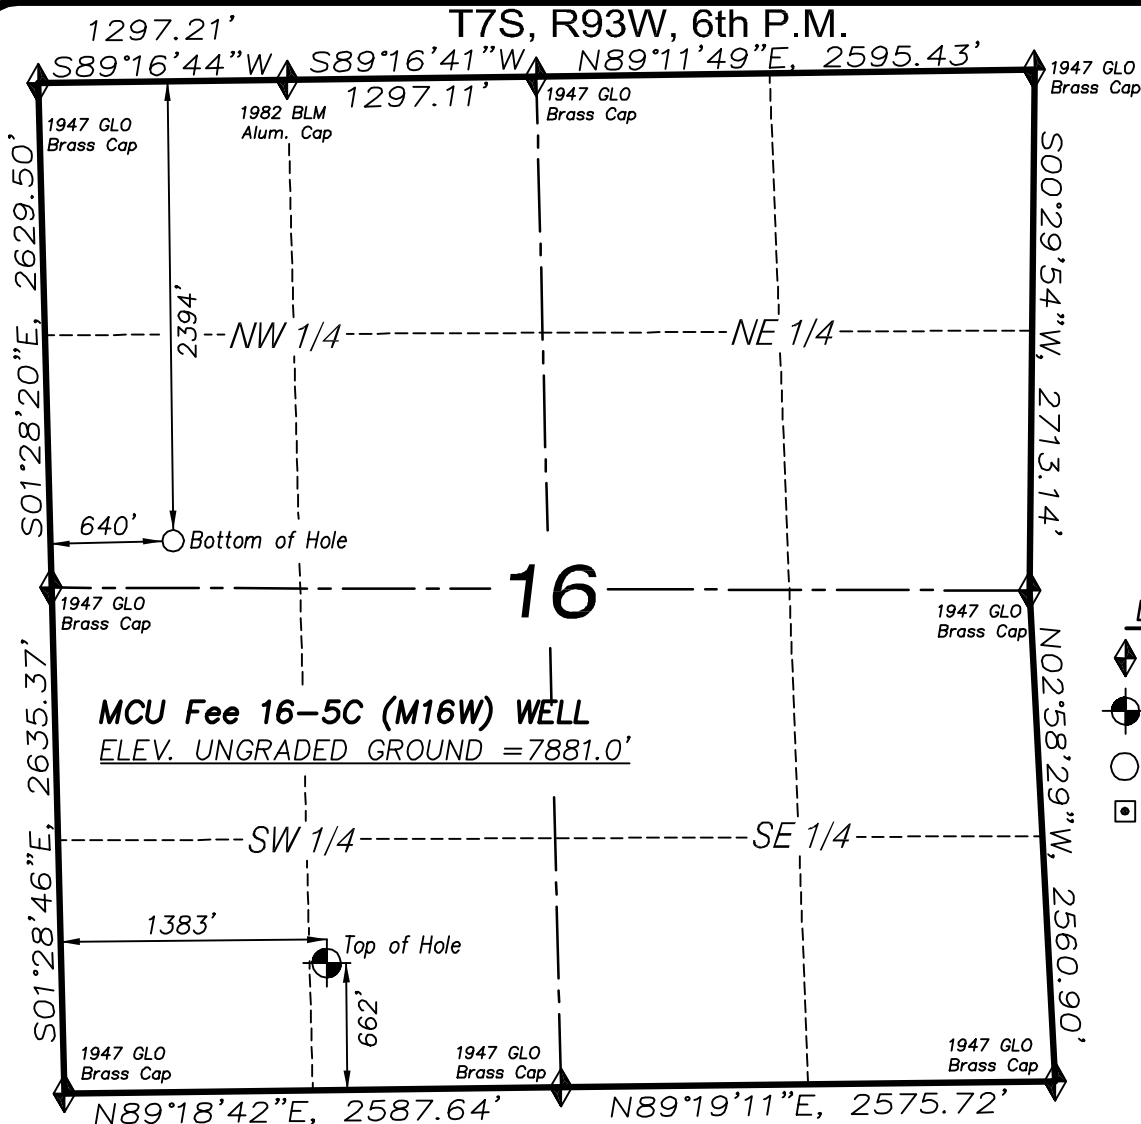 T7S, R93W, 6th P.M.
1297.21'
S89°16'44"W
S89°16'41"W
1297.11'
N89°11'49"E, 2595.43'
1947 GLO
Brass Cap
1982 BLM
Alum. Cap
1947 GLO
Brass Cap
1947 GLO
Brass Cap
S01°28'20"E, 2629.50'
2394'
S00°29'54"W, 2713.14'
NW 1/4
NE 1/4
640'
Bottom of Hole
16
1947 GLO
Brass Cap
1947 GLO
Brass Cap
MCU Fee 16-5C (M16W) WELL
ELEV. UNGRADED GROUND =7881.0'
S01°28'46"E, 2635.37'
N02°58'29"W, 2560.90'
SW 1/4
SE 1/4
1383'
Top of Hole
662'
1947 GLO
Brass Cap
1947 GLO
Brass Cap
1947 GLO
Brass Cap
N89°18'42"E, 2587.64'
N89°19'11"E, 2575.72'